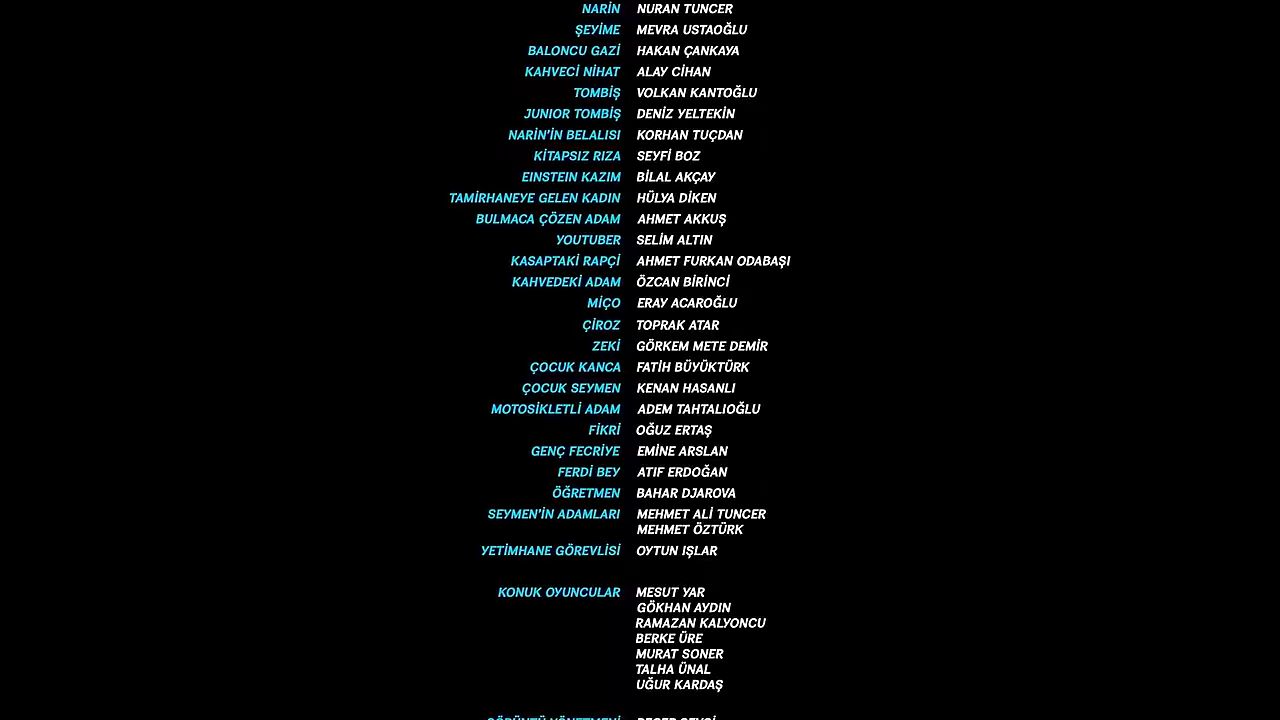 NARİN NURAN TUNCER
ŞEYİME MEVRA USTAOĞLU
BALONCU GAZİ HAKAN ÇANKAYA
KAHVECİ NİHAT ALAY CİHAN
TOMBİŞ VOLKAN KANTOĞLU
JUNIOR TOMBİŞ DENİZ YELTEKİN
NARİN'İN BELALISI KORHAN TUÇDAN
KİTAPSIZ RIZA SEYFİ BOZ
EINSTEIN KAZIM BİLAL AKÇAY
TAMİRHANEYE GELEN KADIN HÜLYA DİKEN
BULMACA ÇÖZEN ADAM AHMET AKKUŞ
YOUTUBER SELİM ALTIN
KASAPTAKİ RAPÇİ AHMET FURKAN ODABAŞI
KAHVEDEKİ ADAM ÖZCAN BİRİNCİ
MİÇO ERAY ACAROĞLU
ÇİROZ TOPRAK ATAR
ZEKİ GÖRKEM METE DEMİR
ÇOCUK KANCA FATİH BÜYÜKTÜRK
ÇOCUK SEYMEN KENAN HASANLI
MOTOSİKLETLİ ADAM ADEM TAHTALIOĞLU
FİKRİ OĞUZ ERTAŞ
GENÇ FECRİYE EMİNE ARSLAN
FERDİ BEY ATIF ERDOĞAN
ÖĞRETMEN BAHAR DJAROVA
SEYMEN'İN ADAMLARI MEHMET ALİ TUNCER
MEHMET ÖZTÜRK
YETİMHANE GÖREVLİSİ OYTUN IŞLAR
KONUK OYUNCULAR MESUT YAR
GÖKHAN AYDIN
RAMAZAN KALYONCU
BERKE ÜRE
MURAT SONER
TALHA ÜNAL
UĞUR KARDAŞ